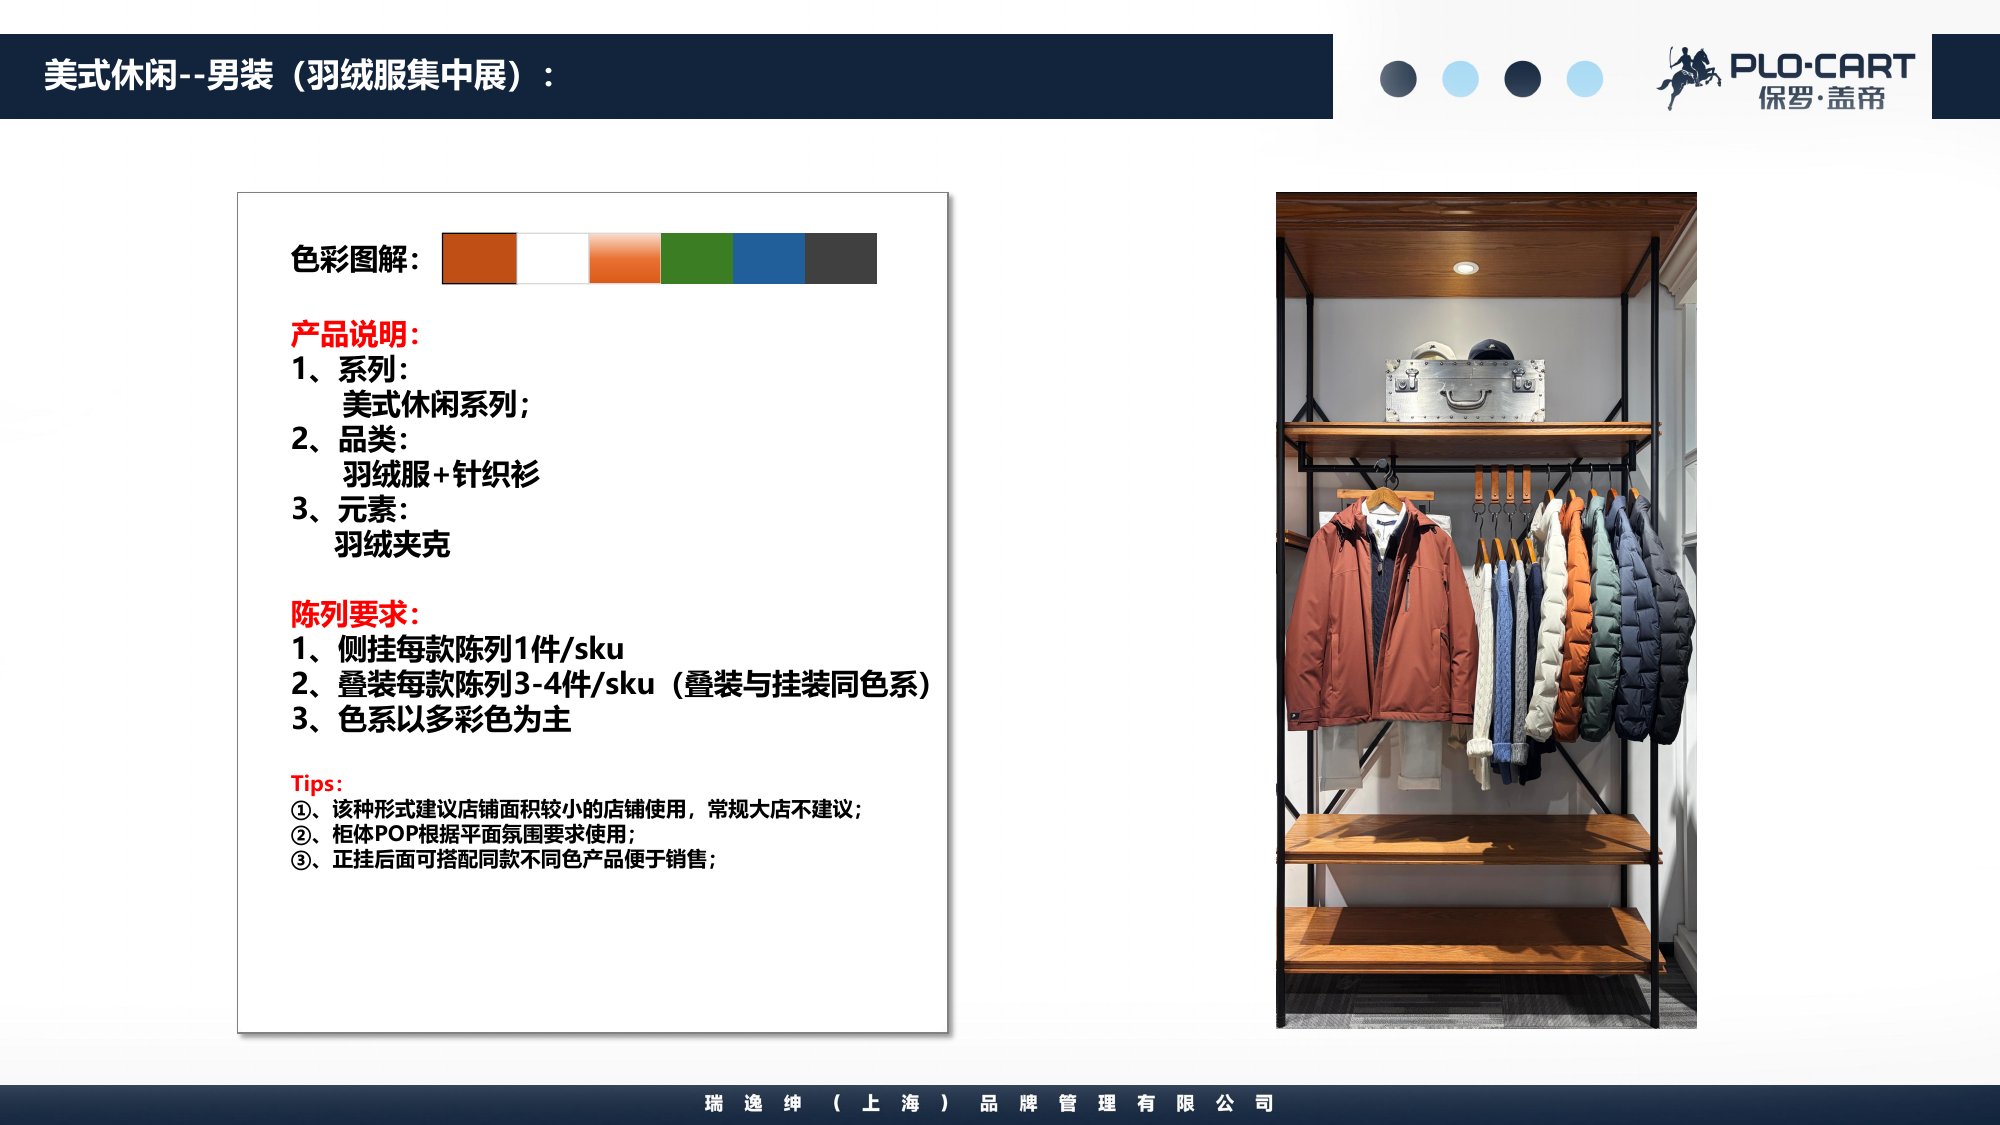 美式休闲--男装（羽绒服集中展）：
PLO·CART
保罗·盖帝
色彩图解：
产品说明：
1、系列：
美式休闲系列；
2、品类：
羽绒服+针织衫
3、元素：
羽绒夹克
陈列要求：
1、侧挂每款陈列1件/sku
2、叠装每款陈列3-4件/sku（叠装与挂装同色系）
3、色系以多彩色为主
Tips：
①、该种形式建议店铺面积较小的店铺使用，常规大店不建议；
②、柜体POP根据平面氛围要求使用；
③、正挂后面可搭配同款不同色产品便于销售；
瑞逸绅（上海）品牌管理有限公司